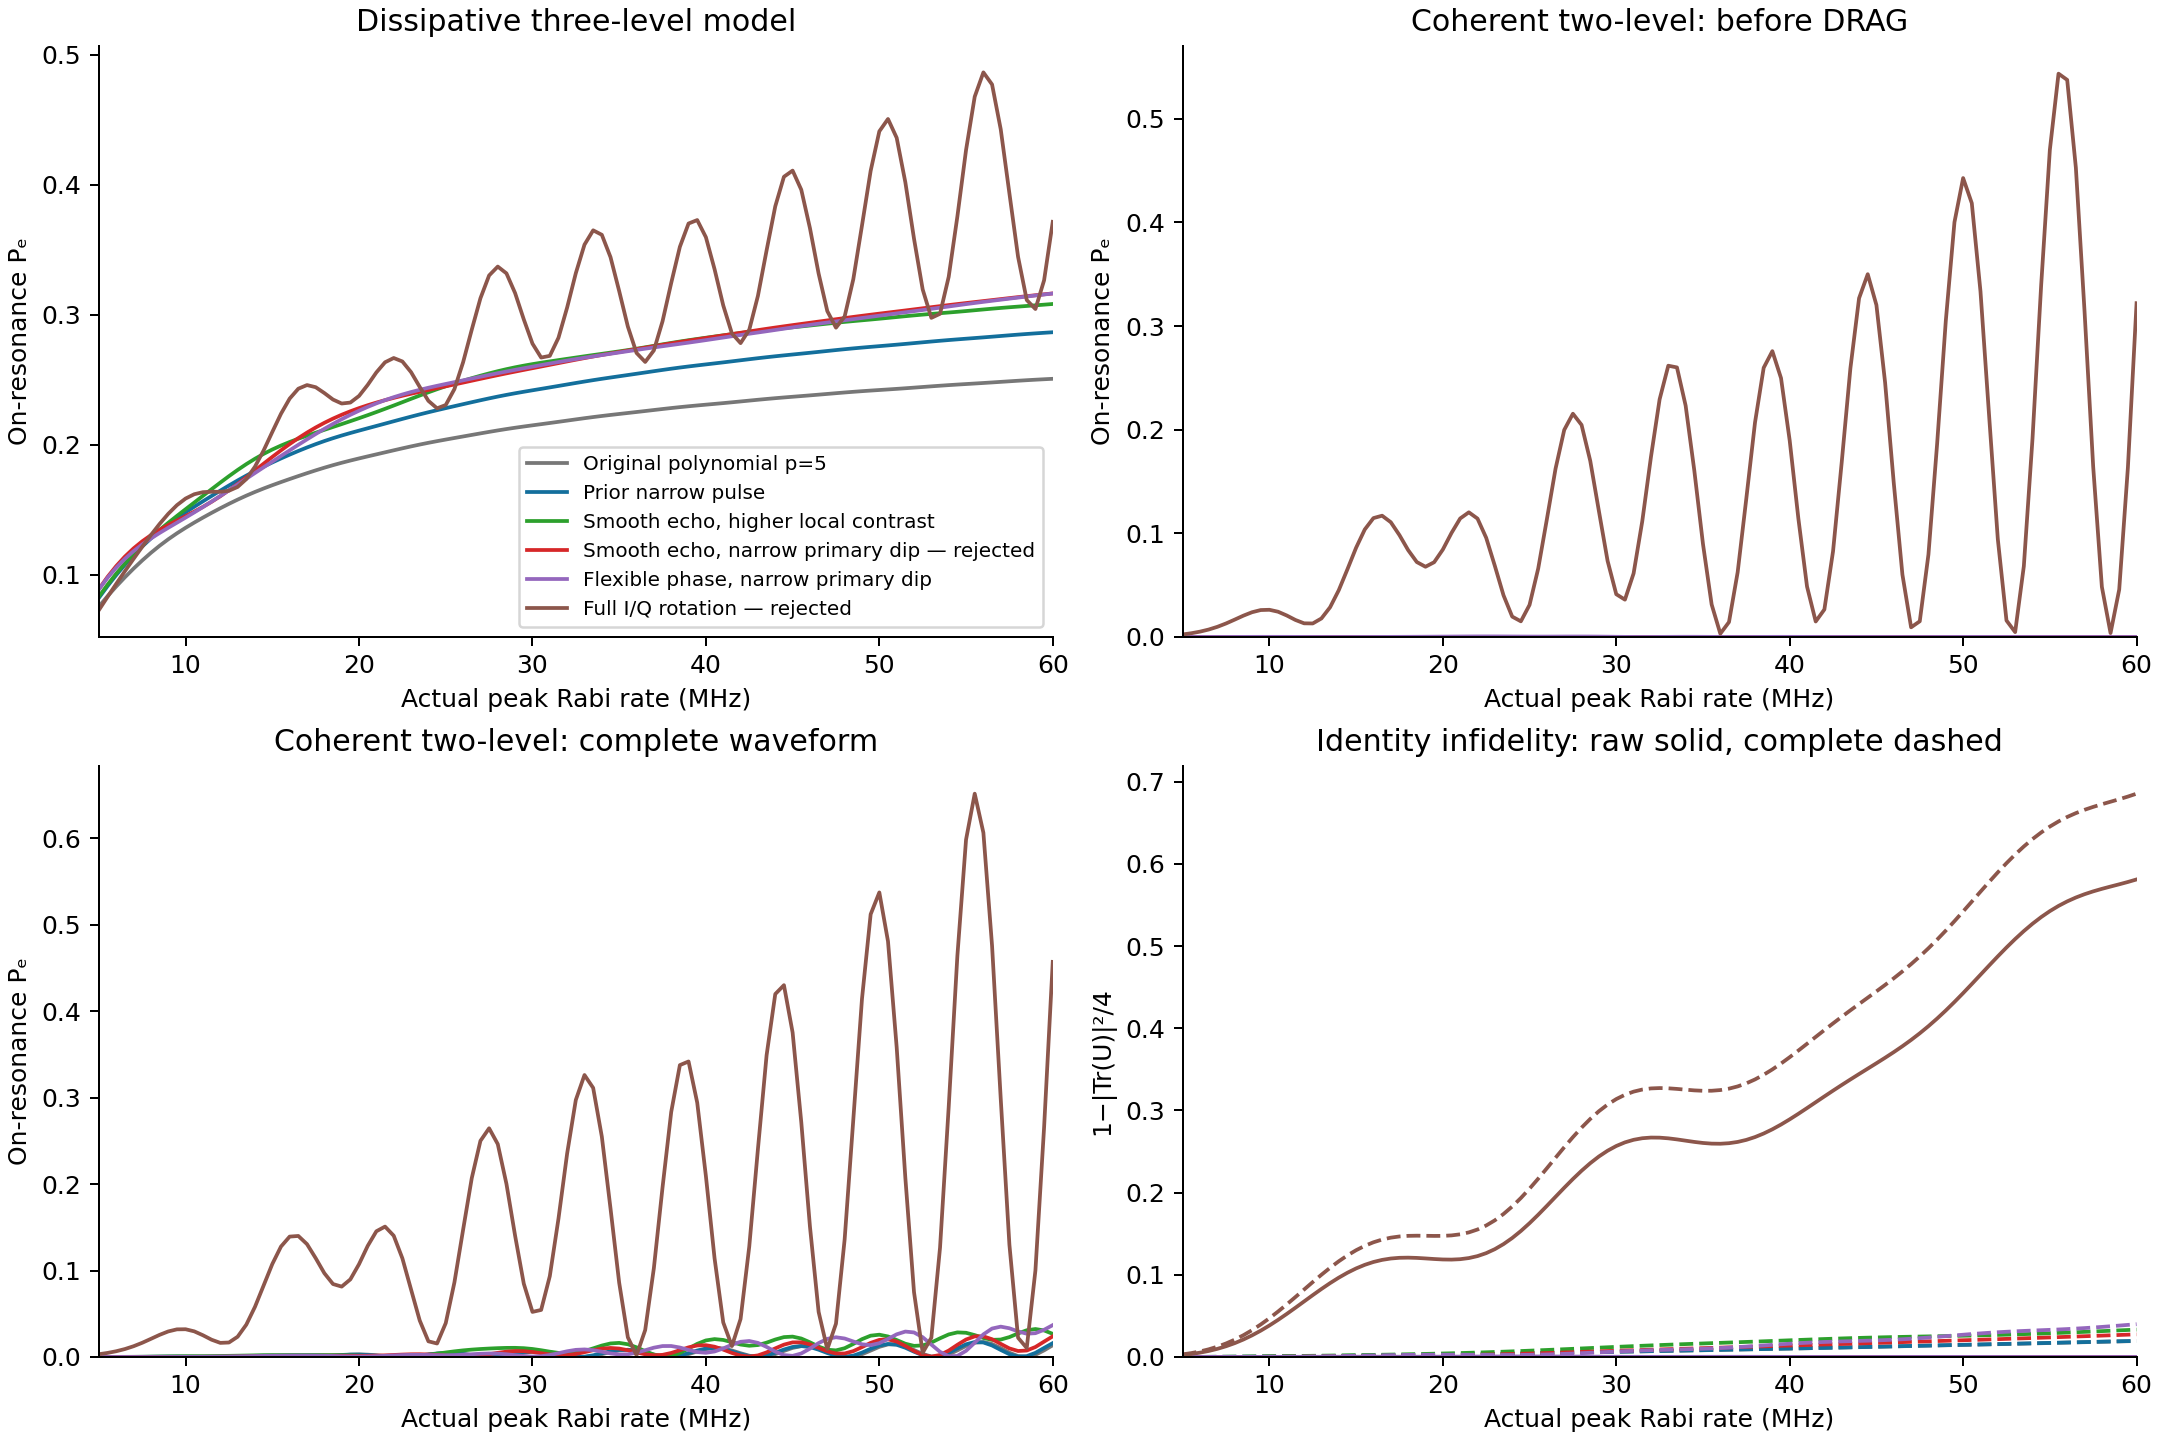 Dissipative three-level model
On-resonance Pₑ
0.5
0.4
0.3
0.2
0.1
Original polynomial p=5
Prior narrow pulse
Smooth echo, higher local contrast
Smooth echo, narrow primary dip — rejected
Flexible phase, narrow primary dip
Full I/Q rotation — rejected
10 20 30 40 50 60
Actual peak Rabi rate (MHz)
Coherent two-level: before DRAG
On-resonance Pₑ
0.5
0.4
0.3
0.2
0.1
0.0
10 20 30 40 50 60
Actual peak Rabi rate (MHz)
Coherent two-level: complete waveform
On-resonance Pₑ
0.6
0.5
0.4
0.3
0.2
0.1
0.0
10 20 30 40 50 60
Actual peak Rabi rate (MHz)
Identity infidelity: raw solid, complete dashed
1−|Tr(U)|²/4
0.7
0.6
0.5
0.4
0.3
0.2
0.1
0.0
10 20 30 40 50 60
Actual peak Rabi rate (MHz)